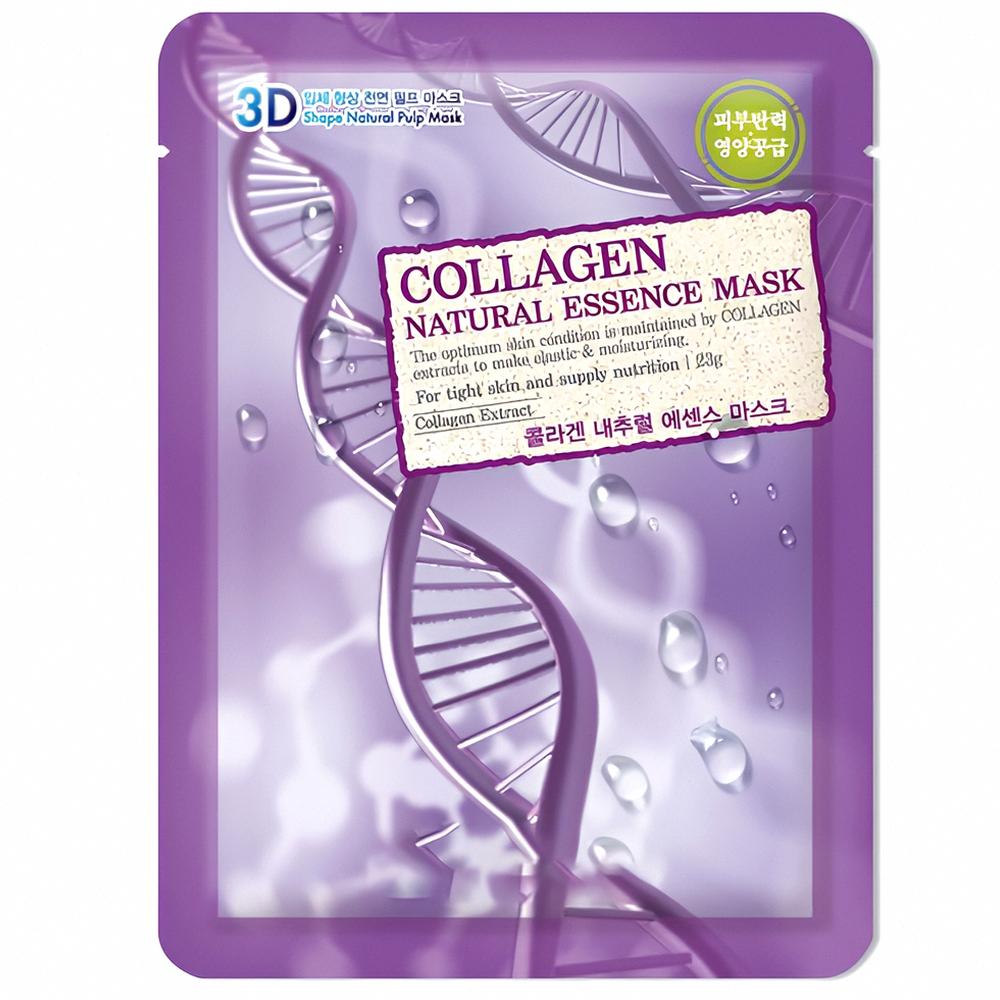 3D 입체 형상 천연 펄프 마스크
Shape Natural Pulp Mask
피부탄력
영양공급
COLLAGEN
NATURAL ESSENCE MASK
The optimum skin condition is maintained by COLLAGEN
extracts to make elastic & moisturizing.
For tight skin and supply nutrition | 23g
Collagen Extract
콜라겐 내추럴 에센스 마스크